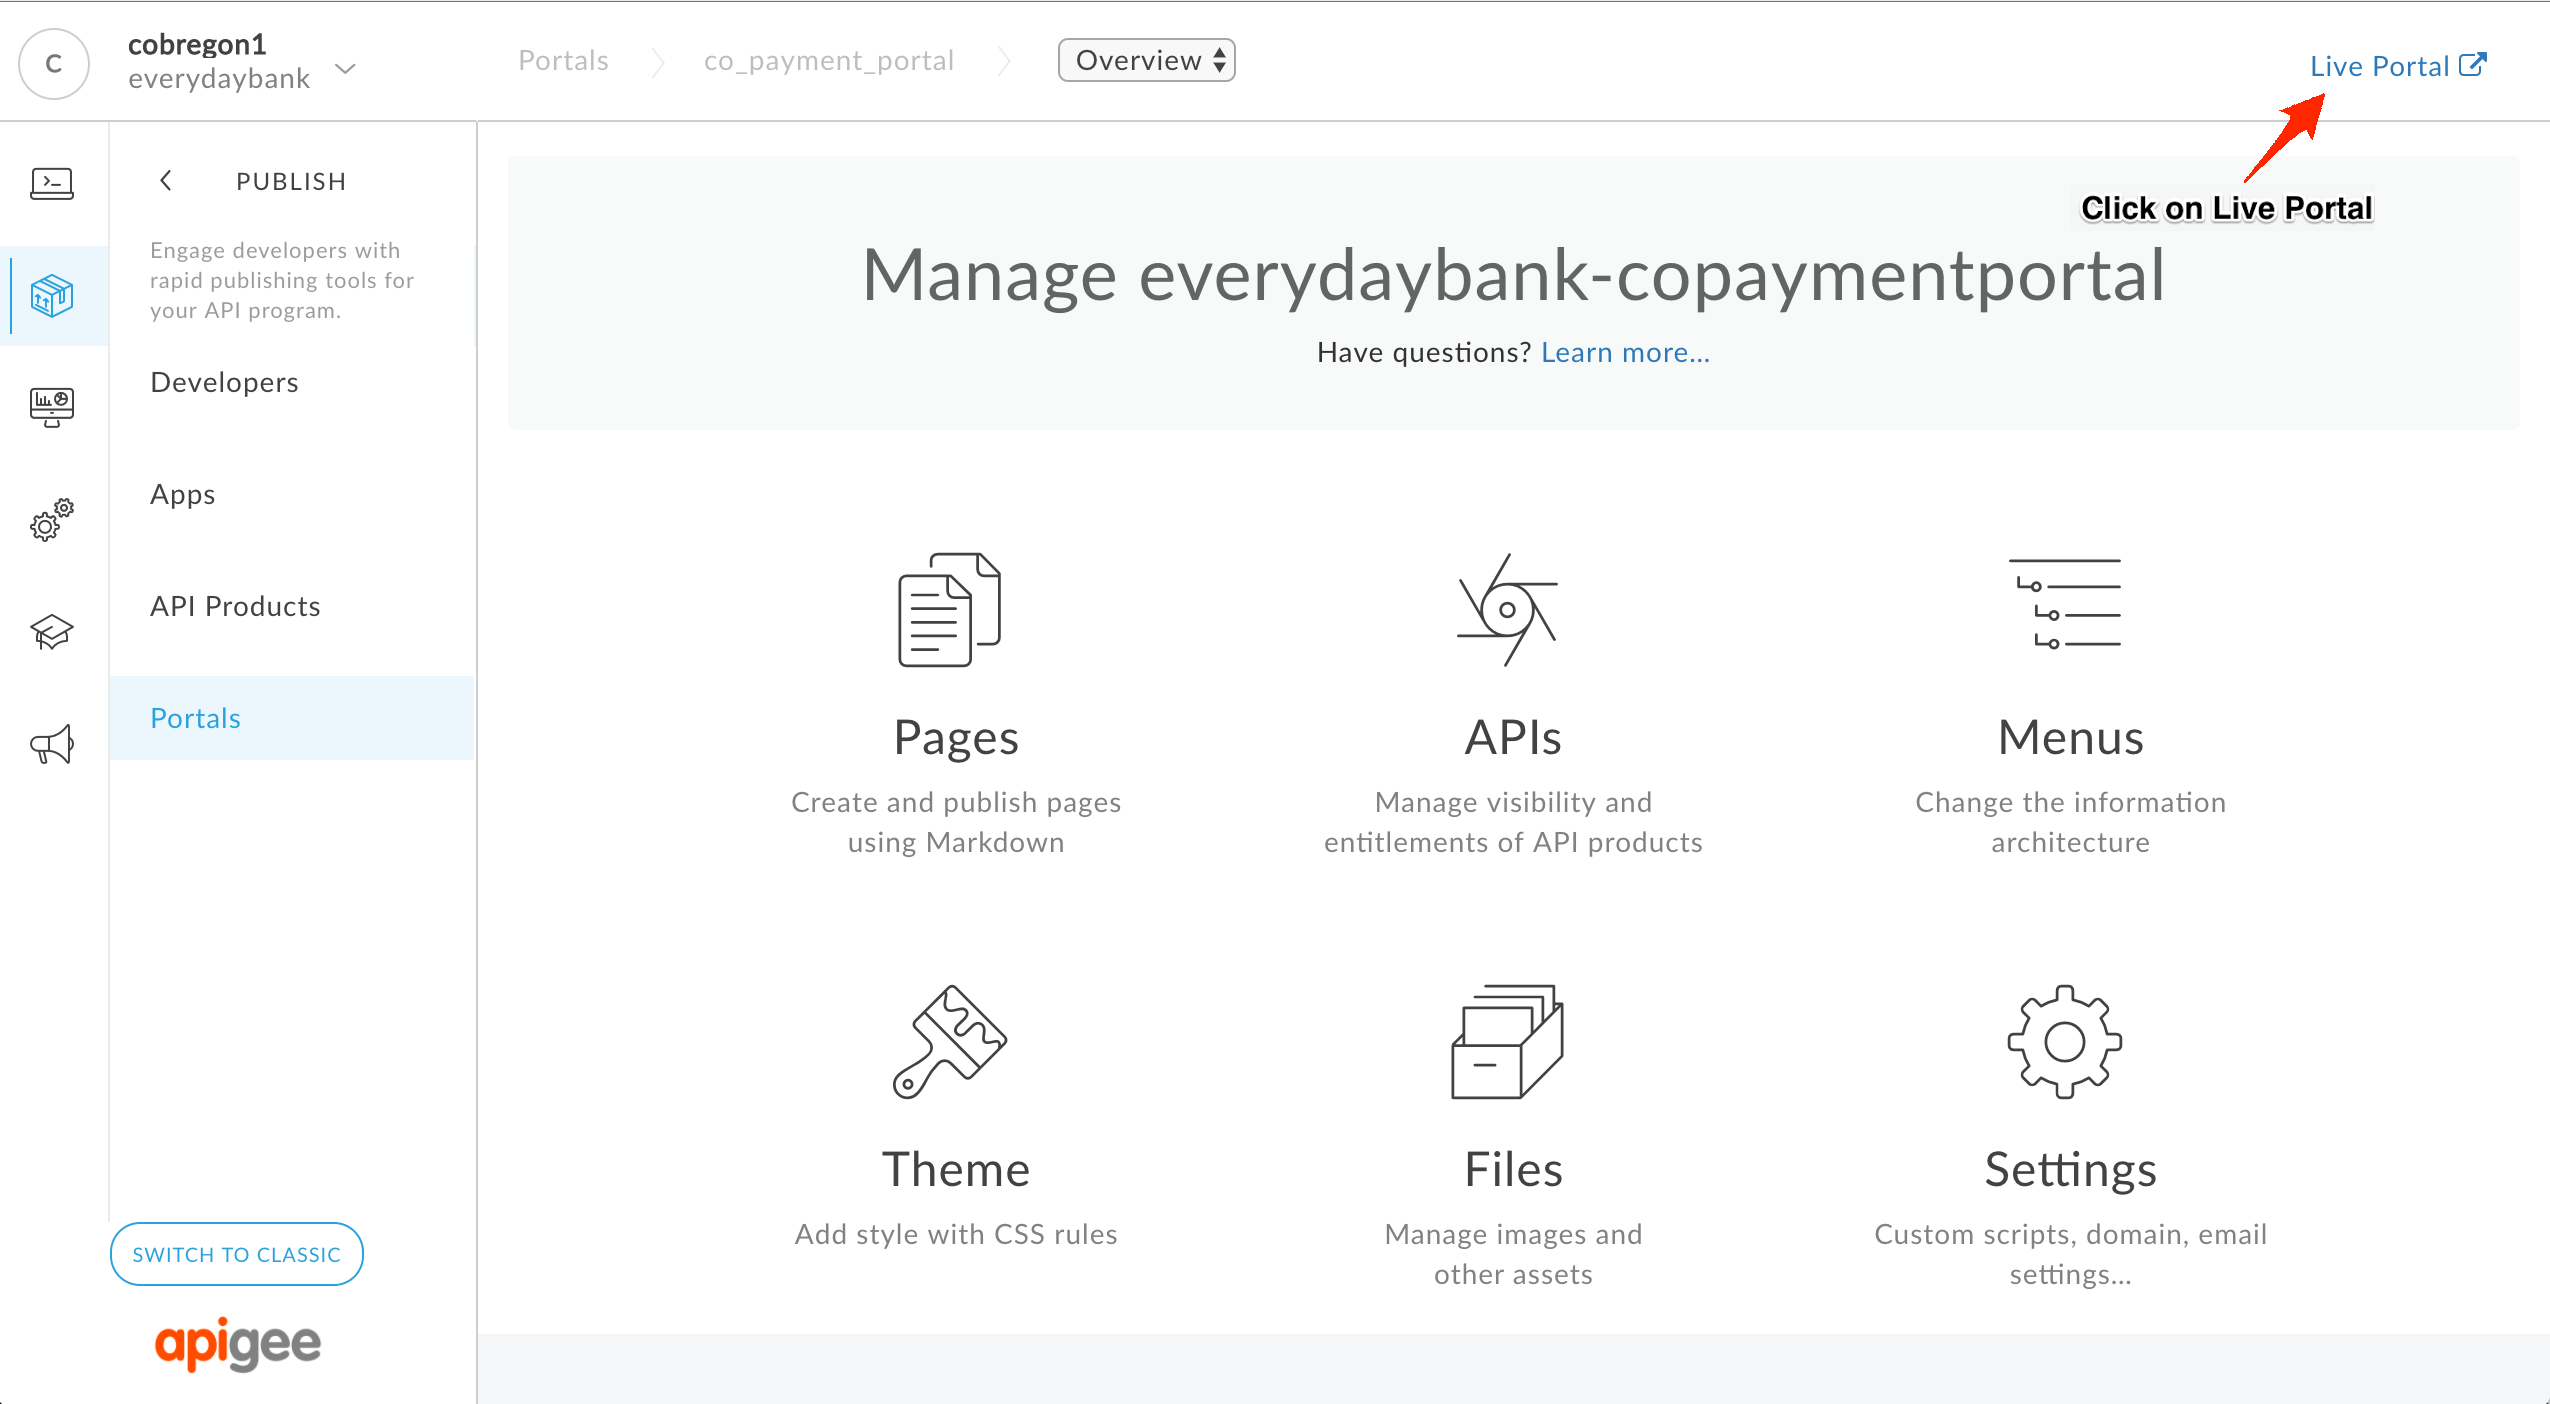 C
cobregon1
everydaybank
Portals
co_payment_portal
Overview
Live Portal
Click on Live Portal
PUBLISH
Engage developers with
rapid publishing tools for
your API program.
Developers
Apps
API Products
Portals
SWITCH TO CLASSIC
apigee
Manage everydaybank-copaymentportal
Have questions? Learn more...
Pages
Create and publish pages
using Markdown
APIs
Manage visibility and
entitlements of API products
Menus
Change the information
architecture
Theme
Add style with CSS rules
Files
Manage images and
other assets
Settings
Custom scripts, domain, email
settings...